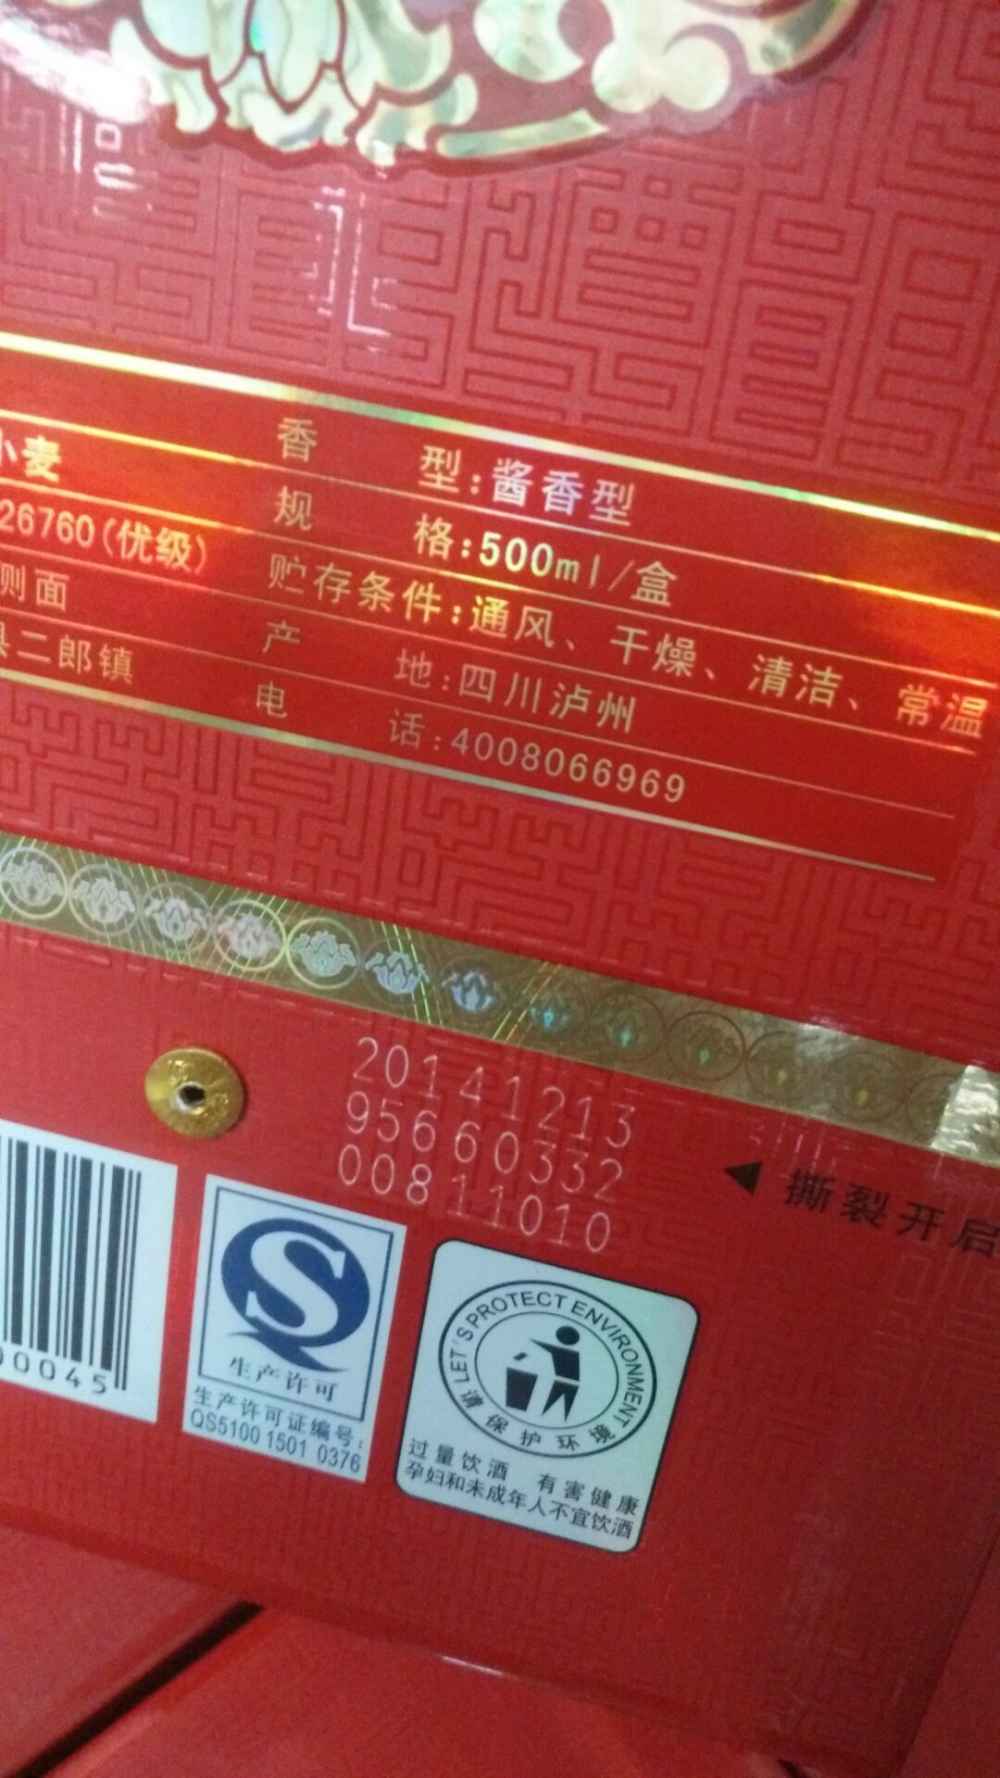 小麦
26760(优级)
侧面
县二郎镇
香型:酱香型
规格:500ml/盒
贮存条件:通风、干燥、清洁、常温
产地:四川泸州
电话:4008066969
20141213
95660332
00811010
撕裂开启
00045
生产许可
生产许可证编号:
QS5100 1501 0376
LET'S PROTECT ENVIRONMENT
请保护环境
过量饮酒 有害健康
孕妇和未成年人不宜饮酒